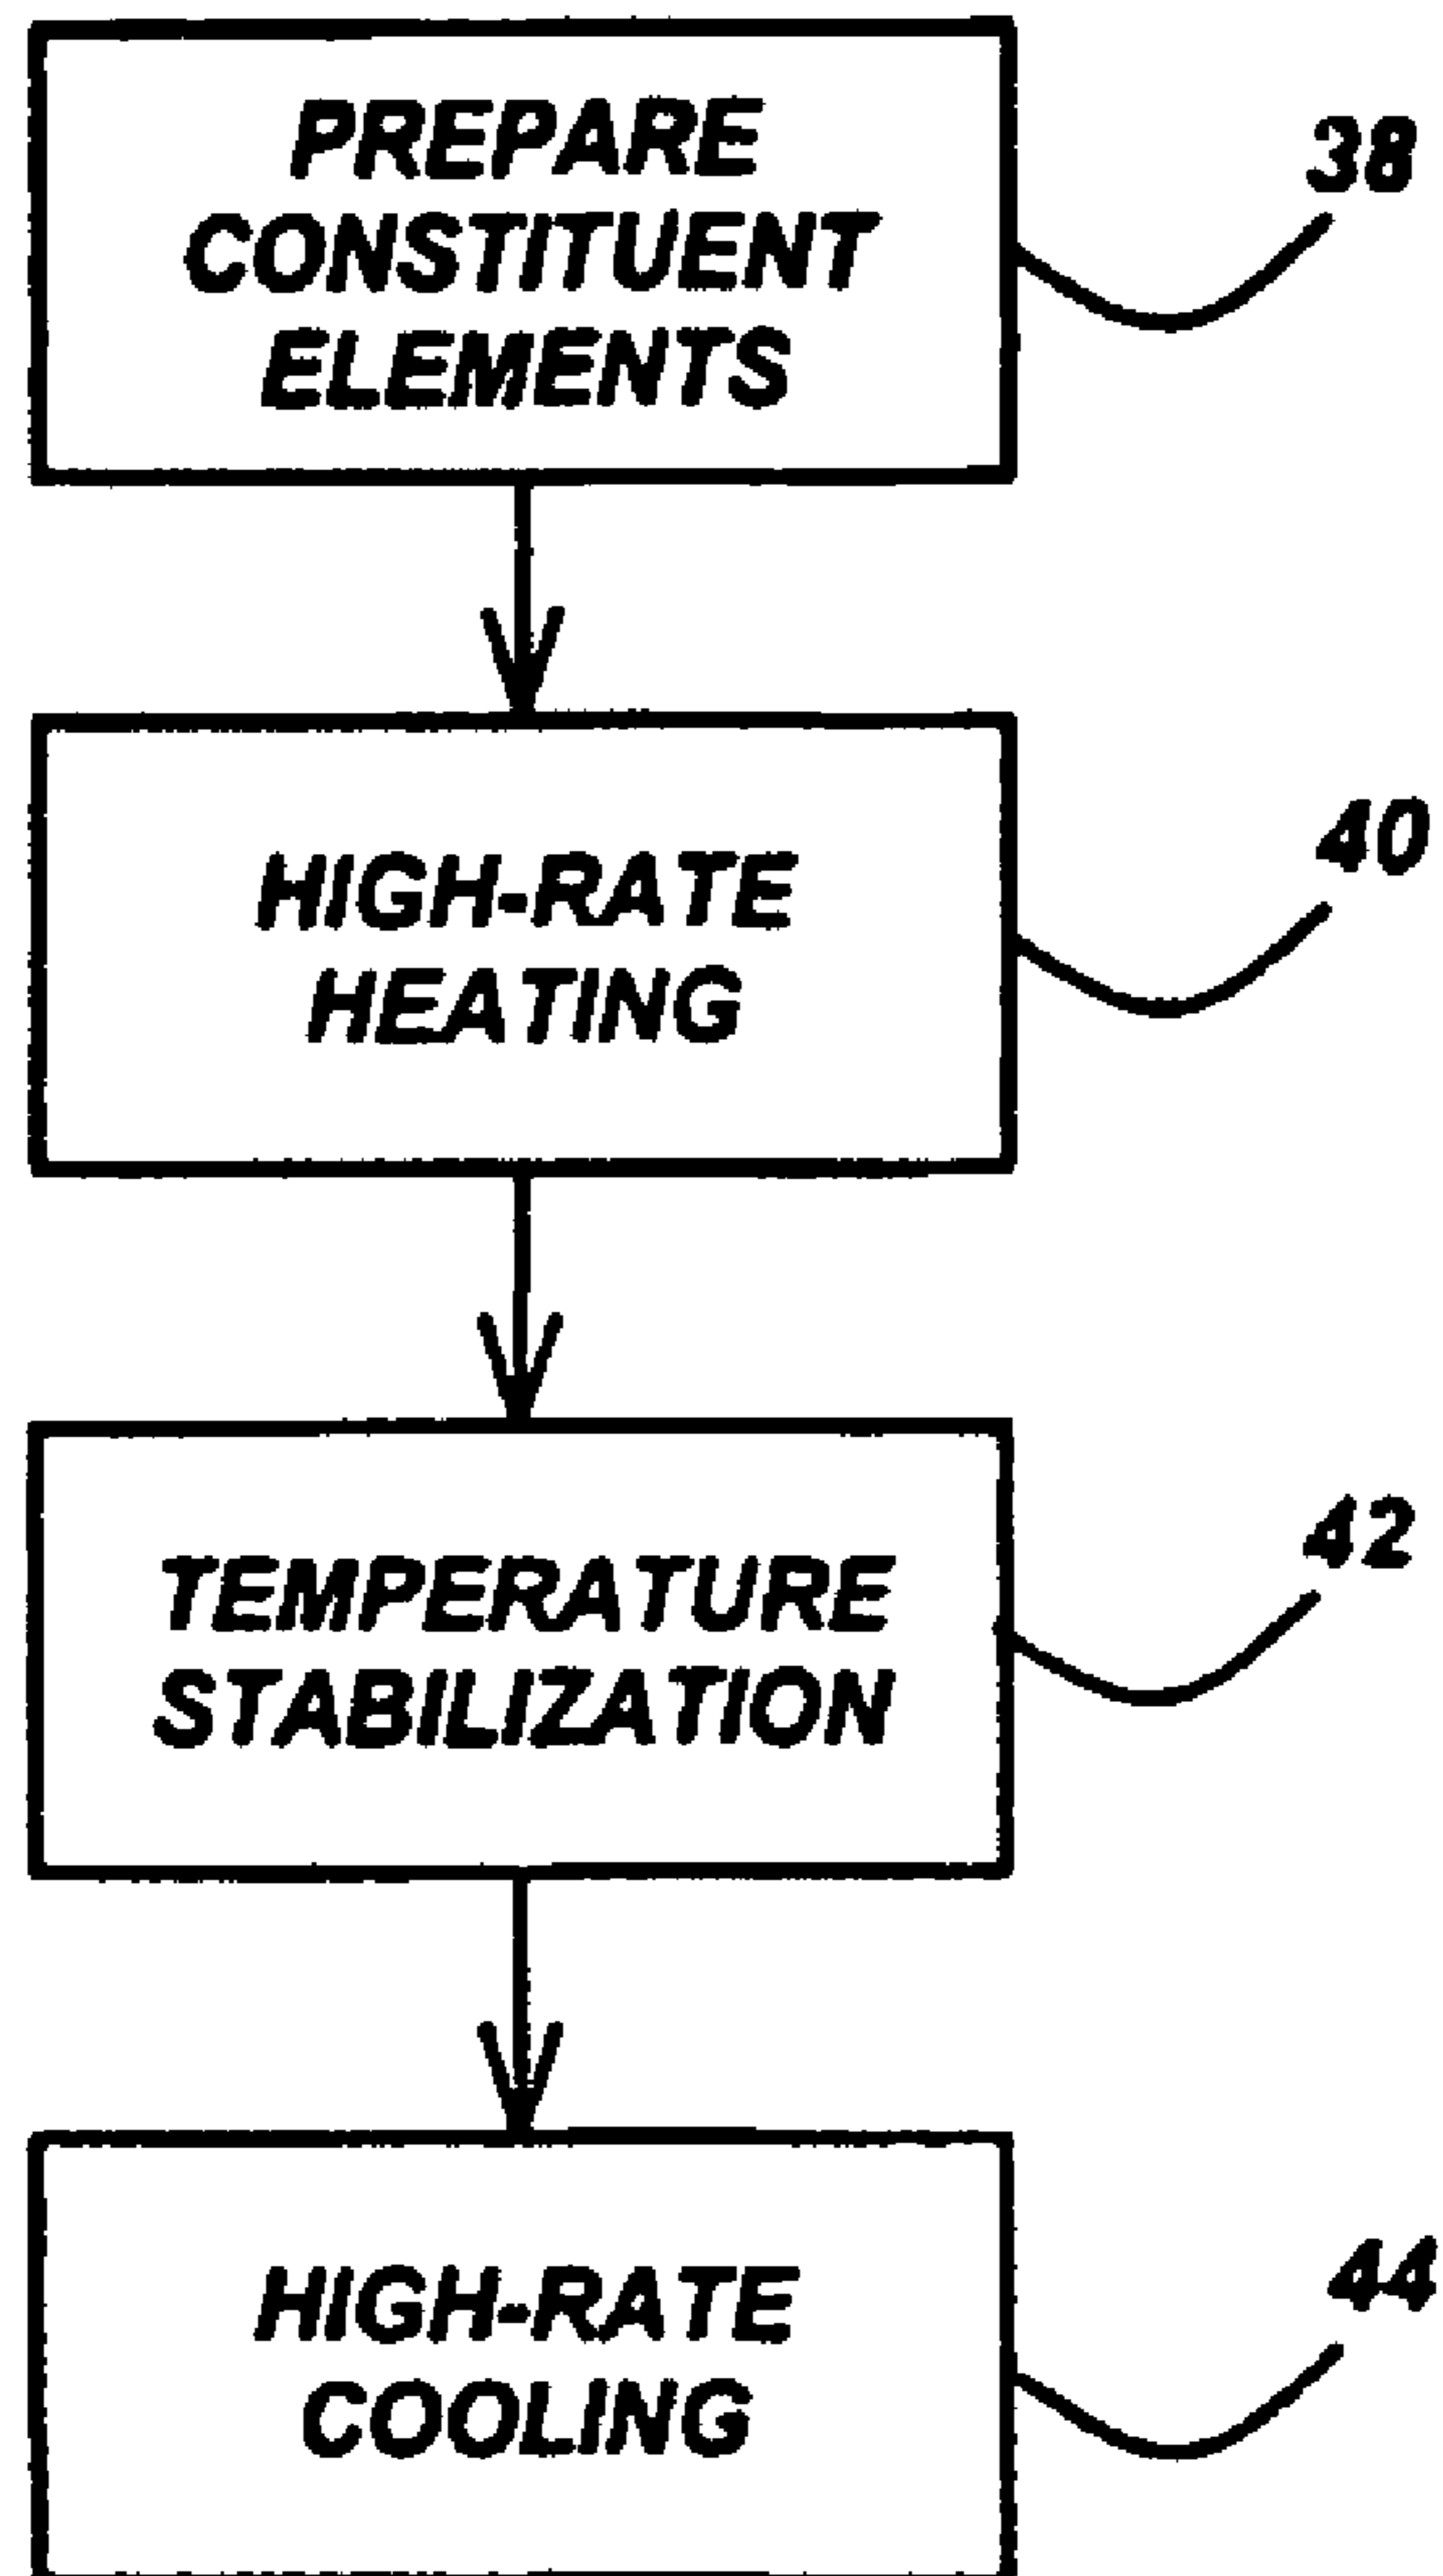 PREPARE
CONSTITUENT
ELEMENTS
38
HIGH-RATE
HEATING
40
TEMPERATURE
STABILIZATION
42
HIGH-RATE
COOLING
44